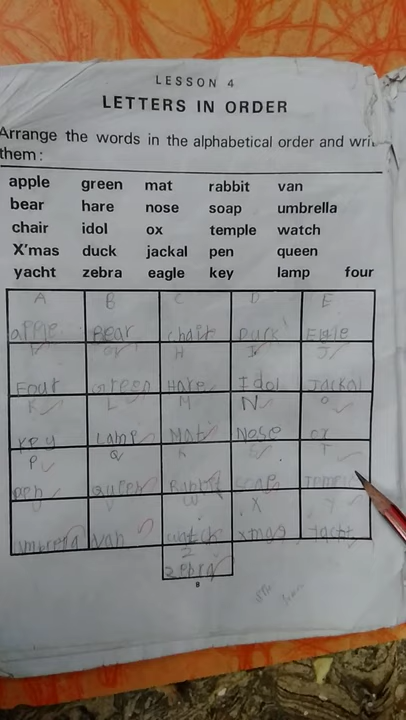 LESSON 4
LETTERS IN ORDER
Arrange the words in the alphabetical order and
them :
apple green mat rabbit van
bear hare nose soap umbrella
chair idol ox temple watch
X'mas duck jackal pen queen
yacht zebra eagle key lamp four
A B C D E
apple Bear chair Duck
H J
Four Green Hare Idol Jackal
K L M N O
key Lamp Mat Nose ox
P Q R T
pen Queen Rabbit soap Temple
X Y
van watch xmas Yacht
Z
zebra